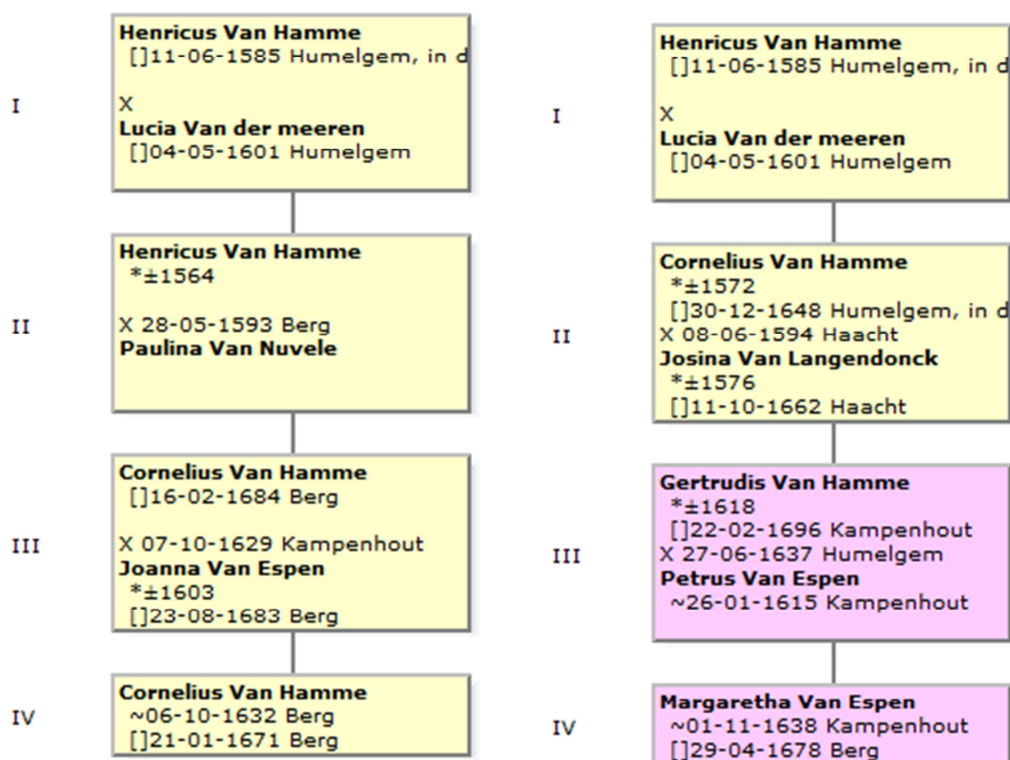 I
Henricus Van Hamme
[]11-06-1585 Humelgem, in d
X
Lucia Van der meeren
[]04-05-1601 Humelgem
II
Henricus Van Hamme
*±1564
X 28-05-1593 Berg
Paulina Van Nuvele
III
Cornelius Van Hamme
[]16-02-1684 Berg
X 07-10-1629 Kampenhout
Joanna Van Espen
*±1603
[]23-08-1683 Berg
IV
Cornelius Van Hamme
~06-10-1632 Berg
[]21-01-1671 Berg
I
Henricus Van Hamme
[]11-06-1585 Humelgem, in d
X
Lucia Van der meeren
[]04-05-1601 Humelgem
II
Cornelius Van Hamme
*±1572
[]30-12-1648 Humelgem, in d
X 08-06-1594 Haacht
Josina Van Langendonck
*±1576
[]11-10-1662 Haacht
III
Gertrudis Van Hamme
*±1618
[]22-02-1696 Kampenhout
X 27-06-1637 Humelgem
Petrus Van Espen
~26-01-1615 Kampenhout
IV
Margaretha Van Espen
~01-11-1638 Kampenhout
[]29-04-1678 Berg